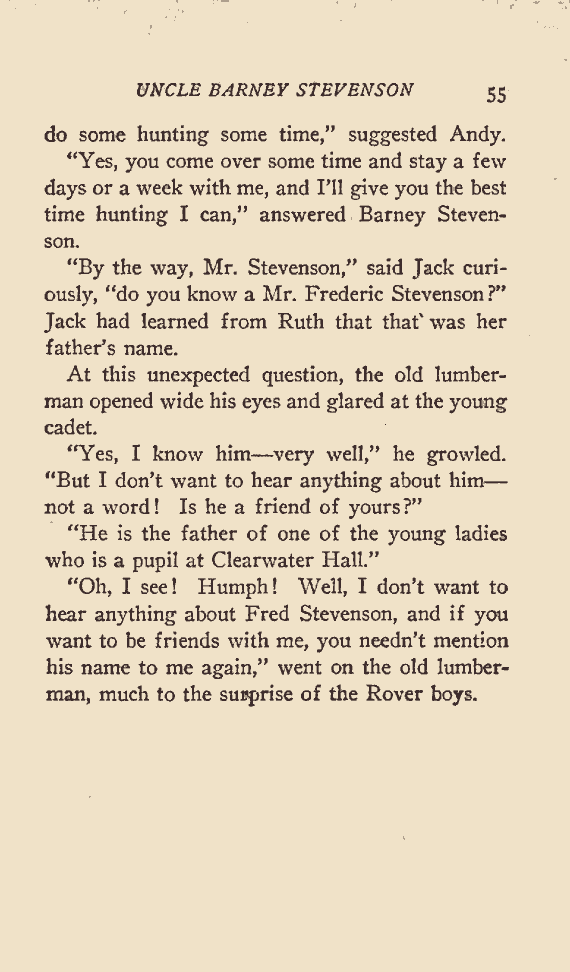 UNCLE BARNEY STEVENSON 55
do some hunting some time,” suggested Andy.
“Yes, you come over some time and stay a few
days or a week with me, and I’ll give you the best
time hunting I can,” answered Barney Steven-
son.
“By the way, Mr. Stevenson,” said Jack curi-
ously, “do you know a Mr. Frederic Stevenson?”
Jack had learned from Ruth that that was her
father’s name.
At this unexpected question, the old lumber-
man opened wide his eyes and glared at the young
cadet.
“Yes, I know him—very well,” he growled.
“But I don’t want to hear anything about him—
not a word! Is he a friend of yours?”
“He is the father of one of the young ladies
who is a pupil at Clearwater Hall.”
“Oh, I see! Humph! Well, I don’t want to
hear anything about Fred Stevenson, and if you
want to be friends with me, you needn’t mention
his name to me again,” went on the old lumber-
man, much to the surprise of the Rover boys.